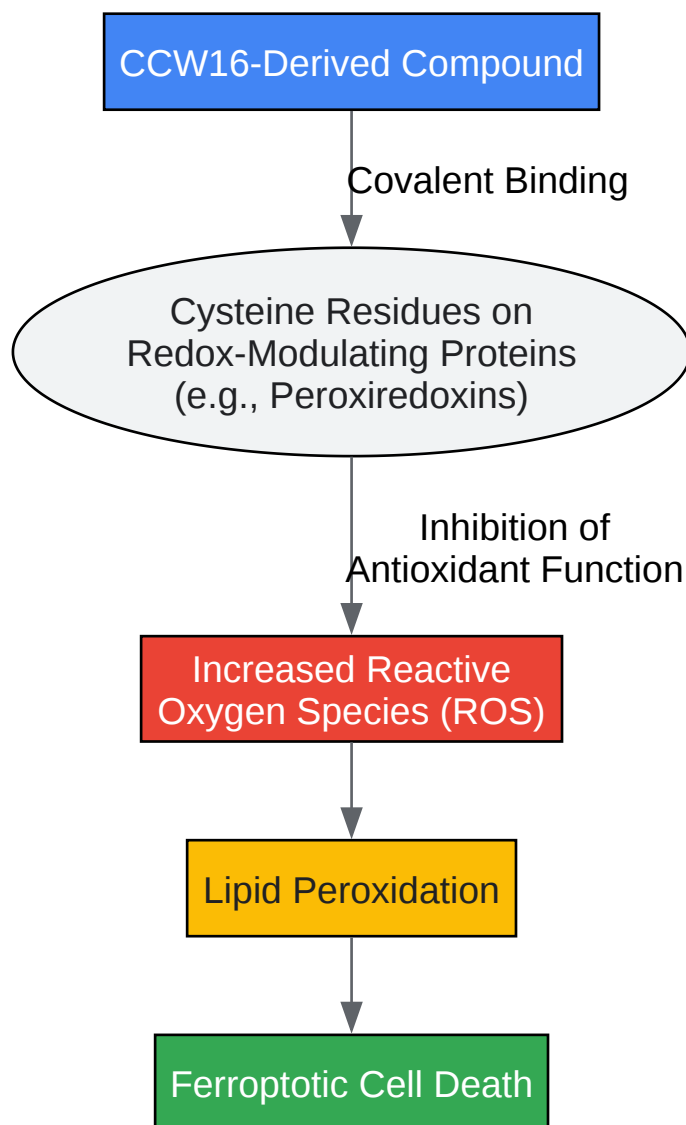 CCW16-Derived Compound
Covalent Binding
Cysteine Residues on
Redox-Modulating Proteins
(e.g., Peroxiredoxins)
Inhibition of
Antioxidant Function
Increased Reactive
Oxygen Species (ROS)
Lipid Peroxidation
Ferroptotic Cell Death